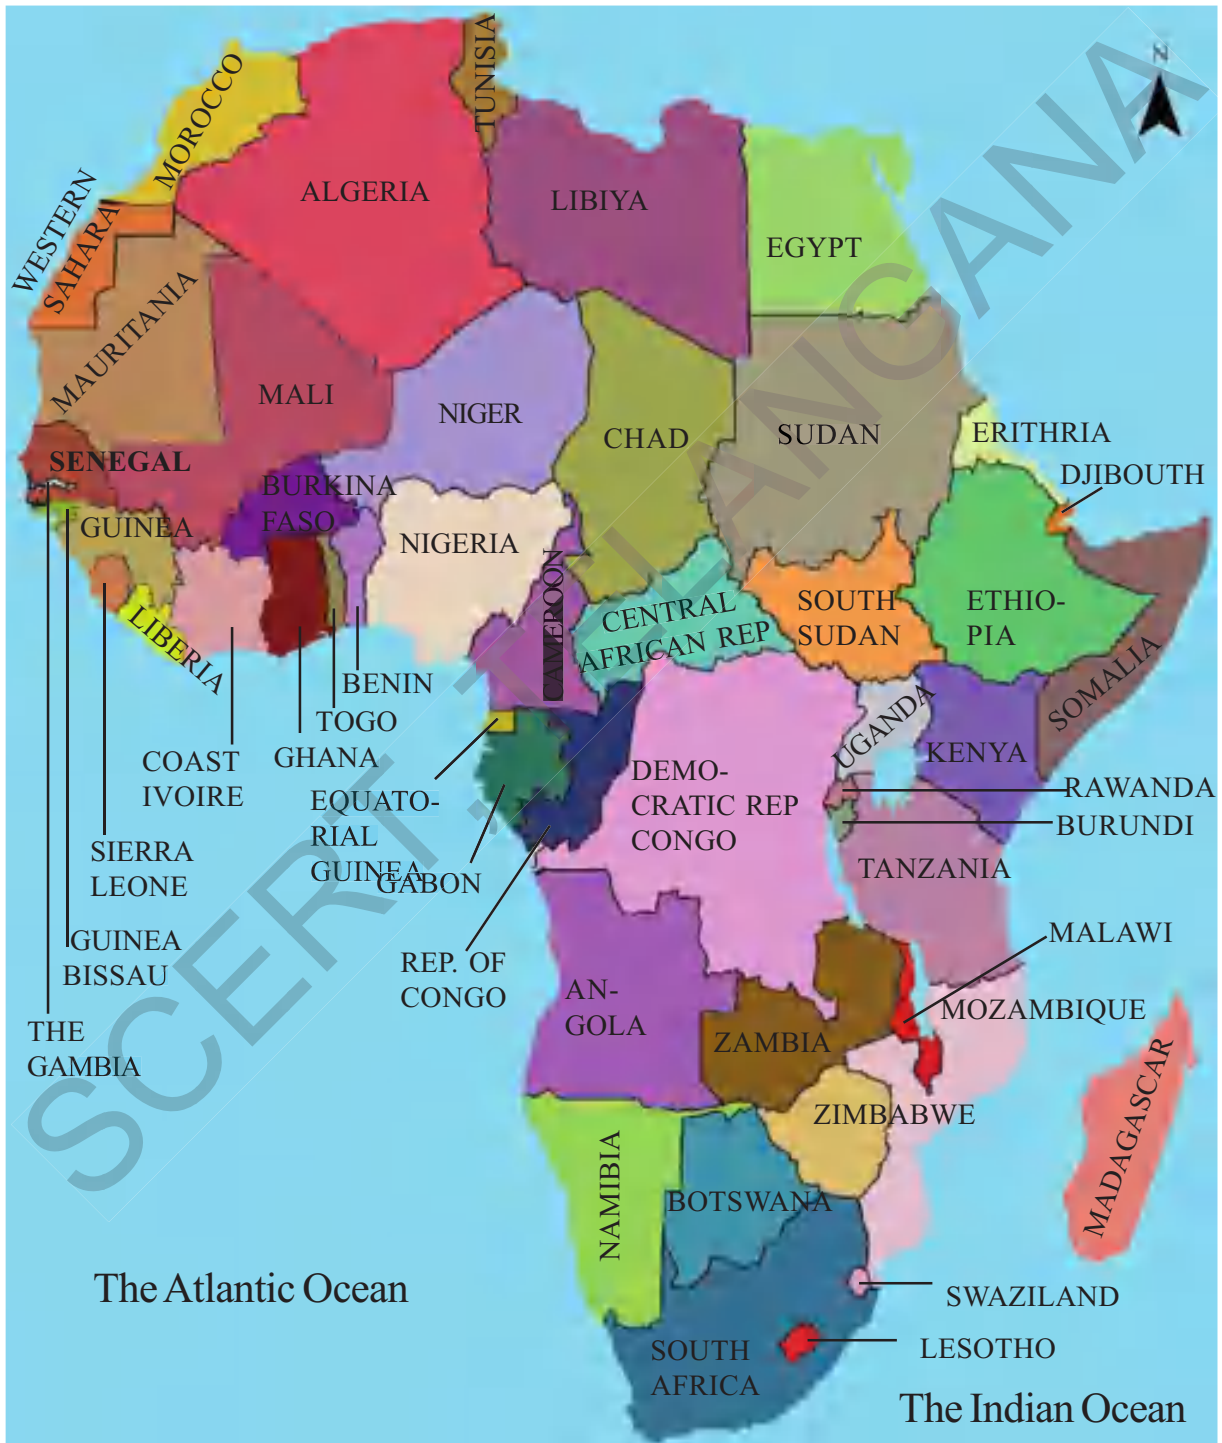 N
TUNISIA
MOROCCO
ALGERIA
LIBIYA
EGYPT
WESTERN
SAHARA
MAURITANIA
MALI
NIGER
CHAD
SUDAN
ERITHRIA
DJIBOUTH
SENEGAL
BURKINA
FASO
GUINEA
NIGERIA
CAMEROON
CENTRAL
AFRICAN REP
SOUTH
SUDAN
ETHIO-
PIA
SOMALIA
LIBERIA
BENIN
TOGO
GHANA
COAST
IVOIRE
UGANDA
KENYA
EQUATO-
RIAL
GUINEA
GABON
DEMO-
CRATIC REP
CONGO
RAWANDA
BURUNDI
SIERRA
LEONE
TANZANIA
GUINEA
BISSAU
REP. OF
CONGO
MALAWI
THE
GAMBIA
AN-
GOLA
ZAMBIA
MOZAMBIQUE
ZIMBABWE
MADAGASCAR
NAMIBIA
BOTSWANA
The Atlantic Ocean
SWAZILAND
SOUTH
AFRICA
LESOTHO
The Indian Ocean
SCERT, TELANGANA